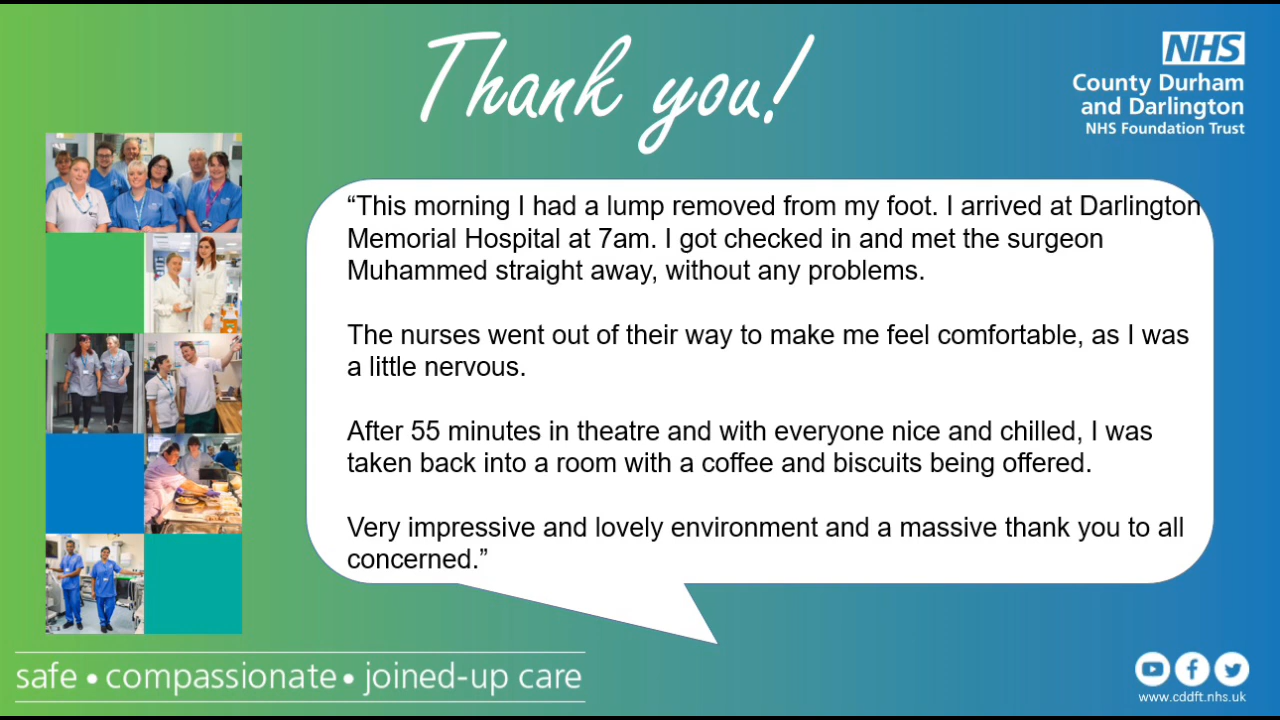 Thank you!
NHS
County Durham
and Darlington
NHS Foundation Trust
“This morning I had a lump removed from my foot. I arrived at Darlington
Memorial Hospital at 7am. I got checked in and met the surgeon
Muhammed straight away, without any problems.
The nurses went out of their way to make me feel comfortable, as I was
a little nervous.
After 55 minutes in theatre and with everyone nice and chilled, I was
taken back into a room with a coffee and biscuits being offered.
Very impressive and lovely environment and a massive thank you to all
concerned.”
safe • compassionate • joined-up care
www.cddft.nhs.uk